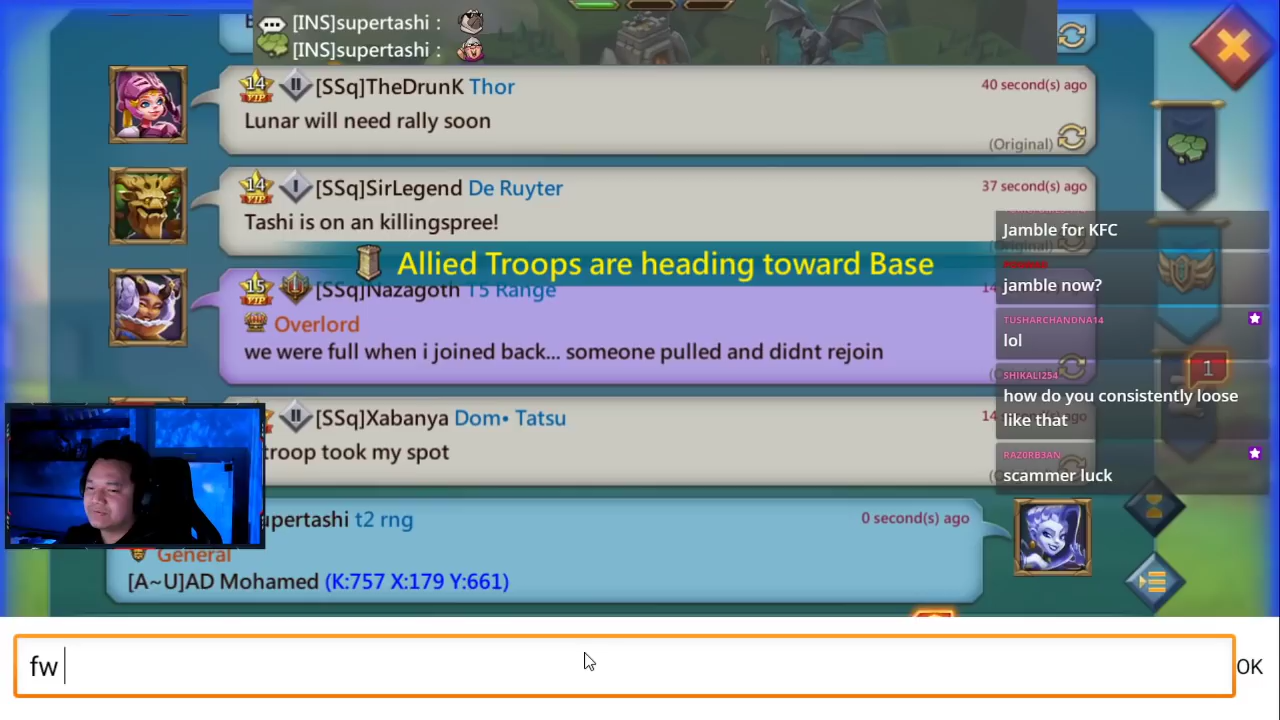 [INS]supertashi :
[INS]supertashi :
14 VIP II [SSq]TheDrunK Thor
40 second(s) ago
Lunar will need rally soon
(Original)
14 VIP I [SSq]SirLegend De Ruyter
37 second(s) ago
Tashi is on an killingspree!
Allied Troops are heading toward Base
15 VIP [SSq]Nazagoth T5 Range
Overlord
we were full when i joined back... someone pulled and didnt rejoin
II [SSq]Xabanya Dom• Tatsu
troop took my spot
upertashi t2 rng
0 second(s) ago
General
[A~U]AD Mohamed (K:757 X:179 Y:661)
Jamble for KFC
jamble now?
TUSHARCHANDNA14
lol
SHIKALI254
how do you consistently loose
like that
RAZ0RB3AN
scammer luck
1
fw
OK